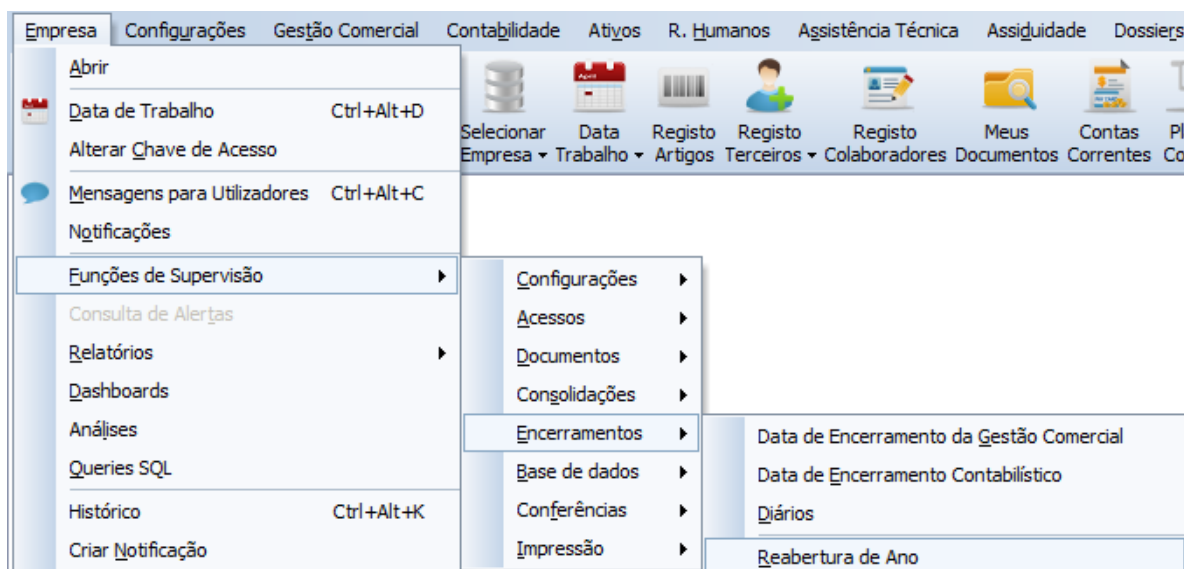 Empresa Configurações Gestão Comercial Contabilidade Ativos R. Humanos Assistência Técnica Assiduidade Dossiers
Abrir
Data de Trabalho Ctrl+Alt+D
Alterar Chave de Acesso
Mensagens para Utilizadores Ctrl+Alt+C
Notificações
Funções de Supervisão
Consulta de Alertas
Relatórios
Dashboards
Análises
Queries SQL
Histórico Ctrl+Alt+K
Criar Notificação
April
Selecionar Data Registo Registo Registo Meus Contas Pl
Empresa Trabalho Artigos Terceiros Colaboradores Documentos Correntes Co
Configurações
Acessos
Documentos
Consolidações
Encerramentos
Base de dados
Conferências
Impressão
Data de Encerramento da Gestão Comercial
Data de Encerramento Contabilístico
Diários
Reabertura de Ano